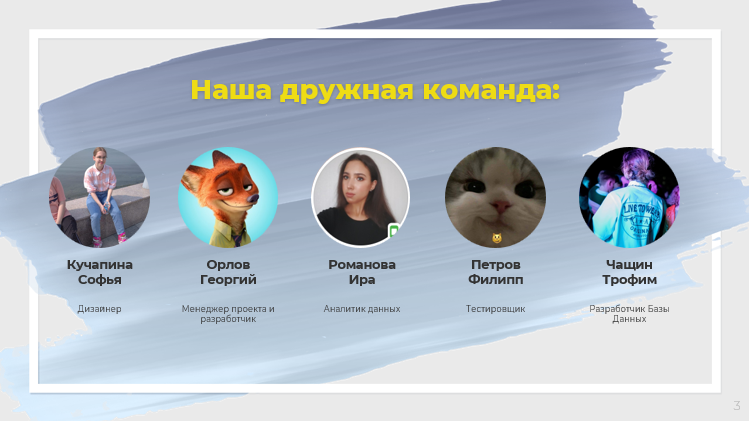 Наша дружная команда:
Кучапина
Софья
Дизайнер
Орлов
Георгий
Менеджер проекта и
разработчик
Романова
Ира
Аналитик данных
Петров
Филипп
Тестировщик
Чащин
Трофим
Разработчик Базы
Данных
3